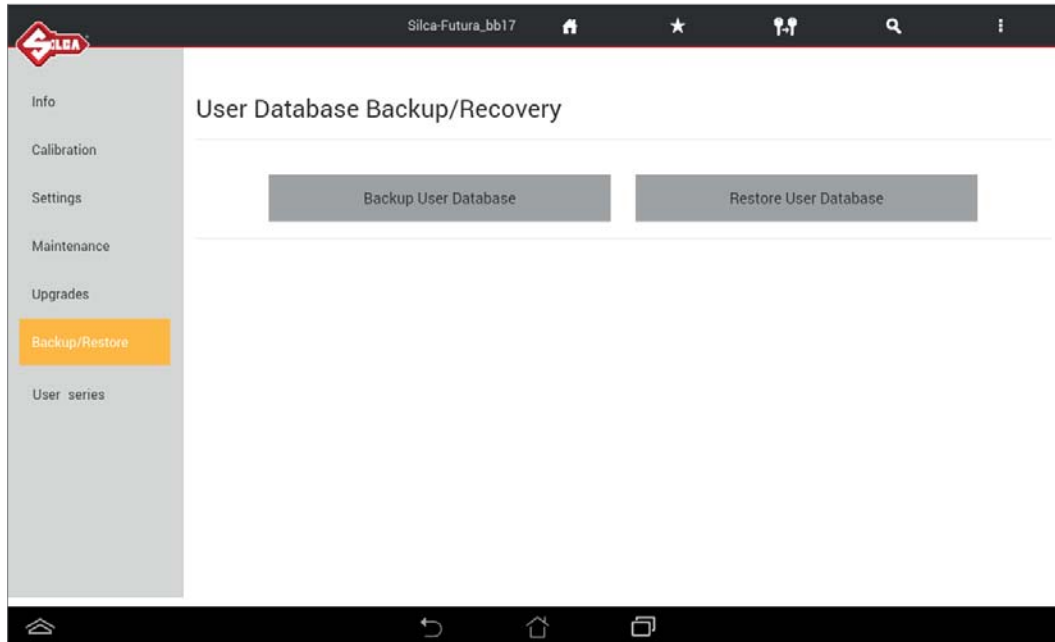 Silca-Futura_bb17
SILCA
Info
Calibration
Settings
Maintenance
Upgrades
Backup/Restore
User series
User Database Backup/Recovery
Backup User Database
Restore User Database